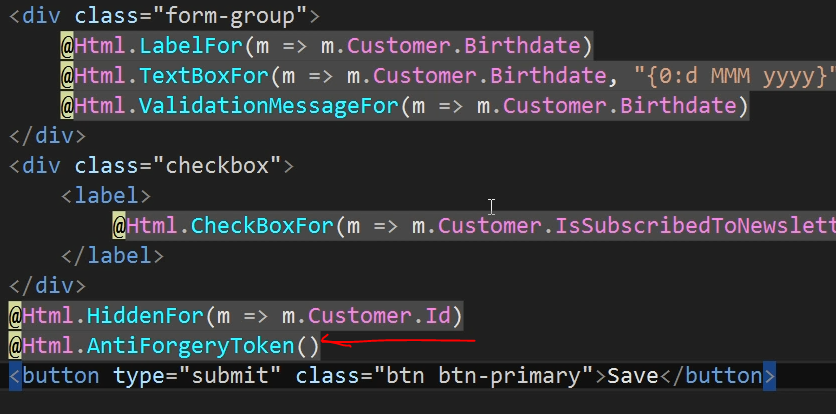 <div class="form-group">
@Html.LabelFor(m => m.Customer.Birthdate)
@Html.TextBoxFor(m => m.Customer.Birthdate, "{0:d MMM yyyy}"
@Html.ValidationMessageFor(m => m.Customer.Birthdate)
</div>
<div class="checkbox">
<label>
@Html.CheckBoxFor(m => m.Customer.IsSubscribedToNewslett
</label>
</div>
@Html.HiddenFor(m => m.Customer.Id)
@Html.AntiForgeryToken()
<button type="submit" class="btn btn-primary">Save</button>